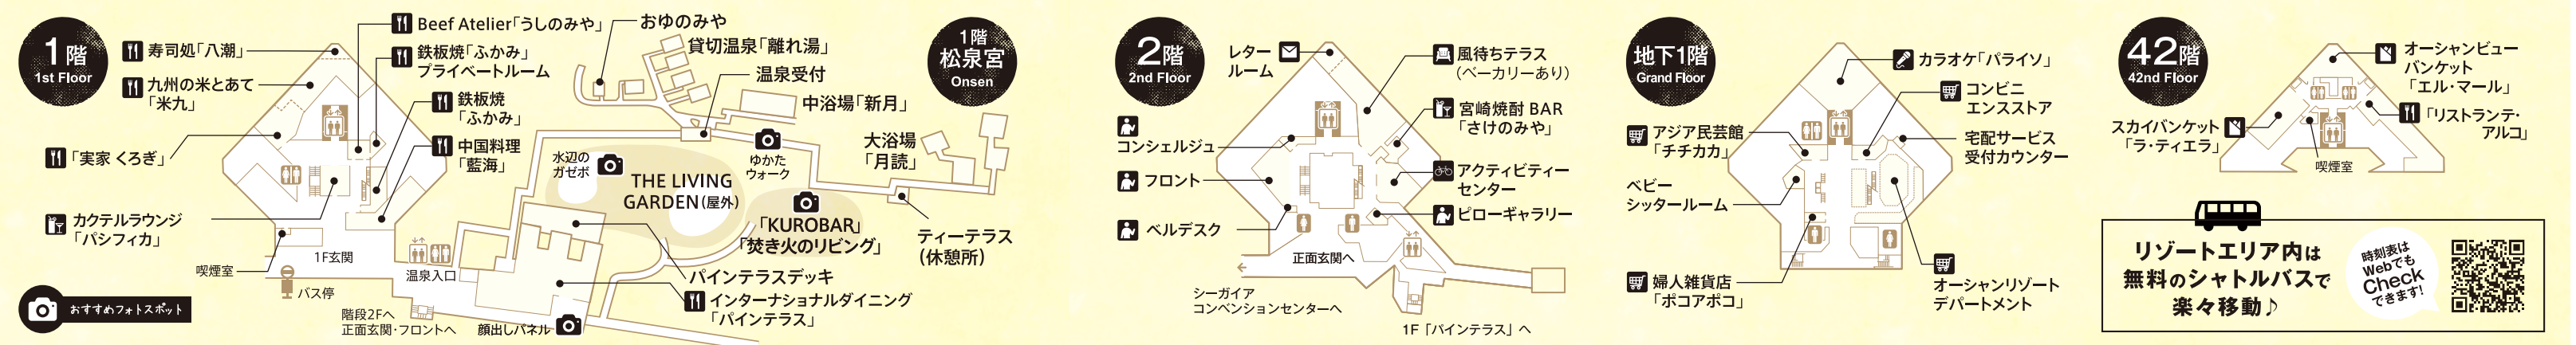 1階
1st Floor
寿司処「八潮」
九州の米とあて
「米九」
「実家 くろぎ」
カクテルラウンジ
「パシフィカ」
喫煙室
バス停
おすすめフォトスポット
Beef Atelier「うしのみや」
鉄板焼「ふかみ」
プライベートルーム
鉄板焼
「ふかみ」
中国料理
「藍海」
1F玄関
温泉入口
階段2Fへ
正面玄関・フロントへ
1階
松泉宮
Onsen
おゆのみや
貸切温泉「離れ湯」
温泉受付
中浴場「新月」
大浴場
「月読」
水辺の
ガゼボ
ゆかた
ウォーク
THE LIVING
GARDEN(屋外)
「KUROBAR」
「焚き火のリビング」
ティーテラス
(休憩所)
パインテラスデッキ
インターナショナルダイニング
「パインテラス」
顔出しパネル
2階
2nd Floor
レター
ルーム
コンシェルジュ
フロント
ベルデスク
風待ちテラス
(ベーカリーあり)
宮崎焼酎 BAR
「さけのみや」
アクティビティー
センター
ピローギャラリー
正面玄関へ
シーガイア
コンベンションセンターへ
1F「パインテラス」へ
地下1階
Grand Floor
カラオケ「パライソ」
コンビニ
エンスストア
宅配サービス
受付カウンター
アジア民芸館
「チチカカ」
ベビー
シッタールーム
婦人雑貨店
「ポコアポコ」
オーシャンリゾート
デパートメント
42階
42nd Floor
オーシャンビュー
バンケット
「エル・マール」
「リストランテ・
アルコ」
スカイバンケット
「ラ・ティエラ」
喫煙室
リゾートエリア内は
無料のシャトルバスで
楽々移動♪
時刻表は
Webでも
Check
できます!